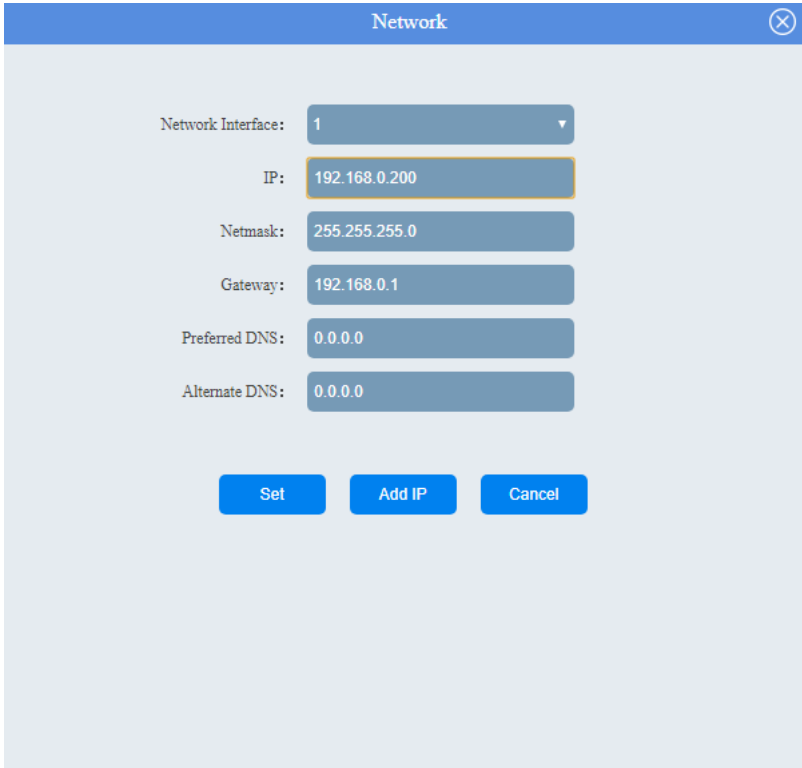 Network
Network Interface: 1
IP: 192.168.0.200
Netmask: 255.255.255.0
Gateway: 192.168.0.1
Preferred DNS: 0.0.0.0
Alternate DNS: 0.0.0.0
Set Add IP Cancel